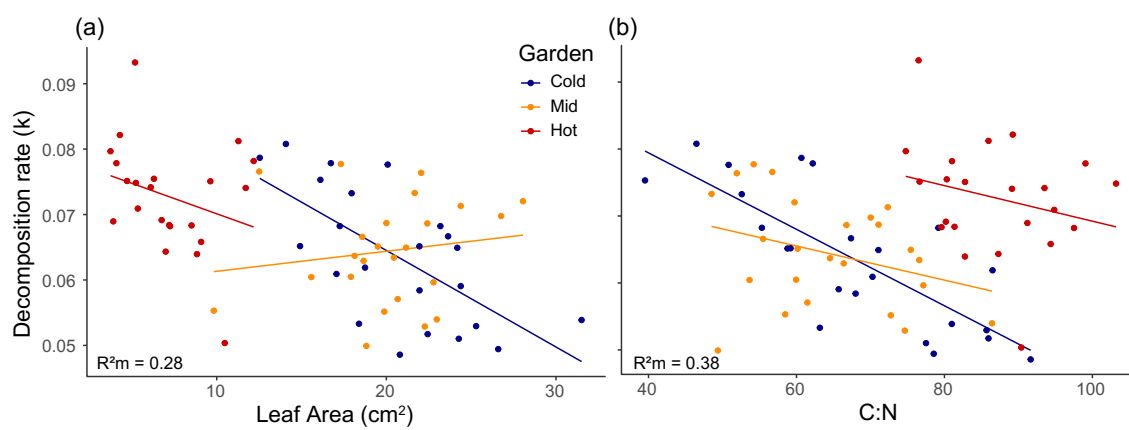 (a)
(b)
Garden
Cold
Mid
Hot
Decomposition rate (k)
0.09
0.08
0.07
0.06
0.05
R²m = 0.28
R²m = 0.38
10
20
30
40
60
80
100
Leaf Area (cm²)
C:N